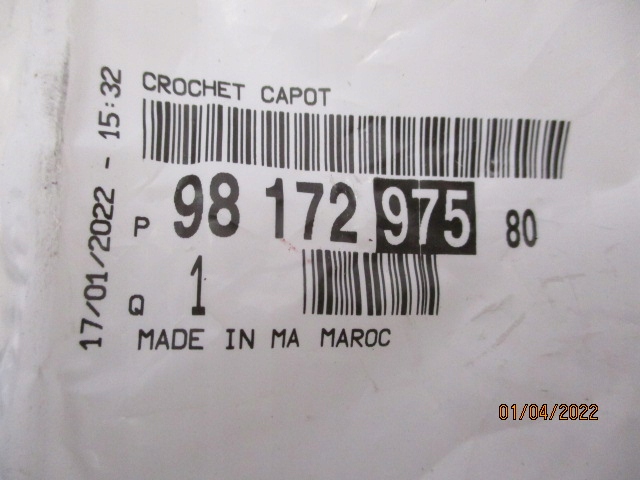 17/01/2022 - 15:32
CROCHET CAPOT
P 98 172 975 80
Q 1
MADE IN MA MAROC
01/04/2022